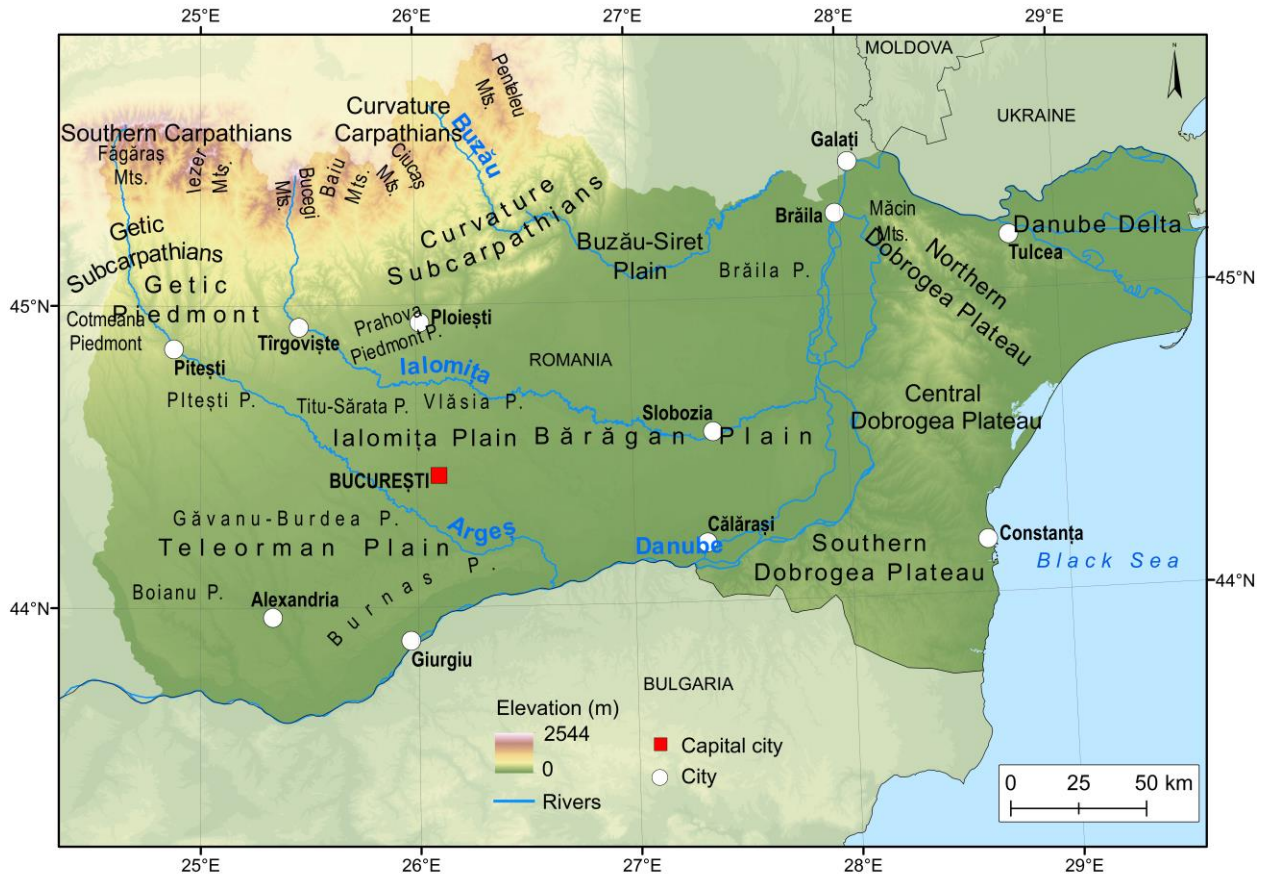 25°E
26°E
27°E
28°E
29°E
MOLDOVA
N
UKRAINE
Penteleu
Mts.
Curvature
Carpathians
Southern Carpathians
Buzău
Galați
Făgăraș
Mts.
Iezer
Mts.
Bucegi
Mts.
Baiu
Mts.
Ciucaș
Mts.
Curvature
Subcarpathians
Brăila
Măcin
Mts.
Danube Delta
Tulcea
Getic
Subcarpathians
Buzău-Siret
Plain
Brăila P.
Northern
Dobrogea Plateau
45°N
45°N
Getic
Piedmont
Cotmeana
Piedmont
Tîrgoviște
Prahova
Piedmont P.
Ploiești
Pitești
Ialomița
ROMANIA
PItești P.
Titu-Sărata P.
Vlăsia P.
Slobozia
Central
Dobrogea Plateau
Ialomița Plain
Bărăgan Plain
BUCUREȘTI
Găvanu-Burdea P.
Argeș
Călărași
Constanța
Teleorman Plain
Danube
Southern
Dobrogea Plateau
Black Sea
44°N
44°N
Boianu P.
Alexandria
Burnas P.
Giurgiu
BULGARIA
Elevation (m)
2544
0
Rivers
Capital city
City
0 25 50 km
25°E
26°E
27°E
28°E
29°E